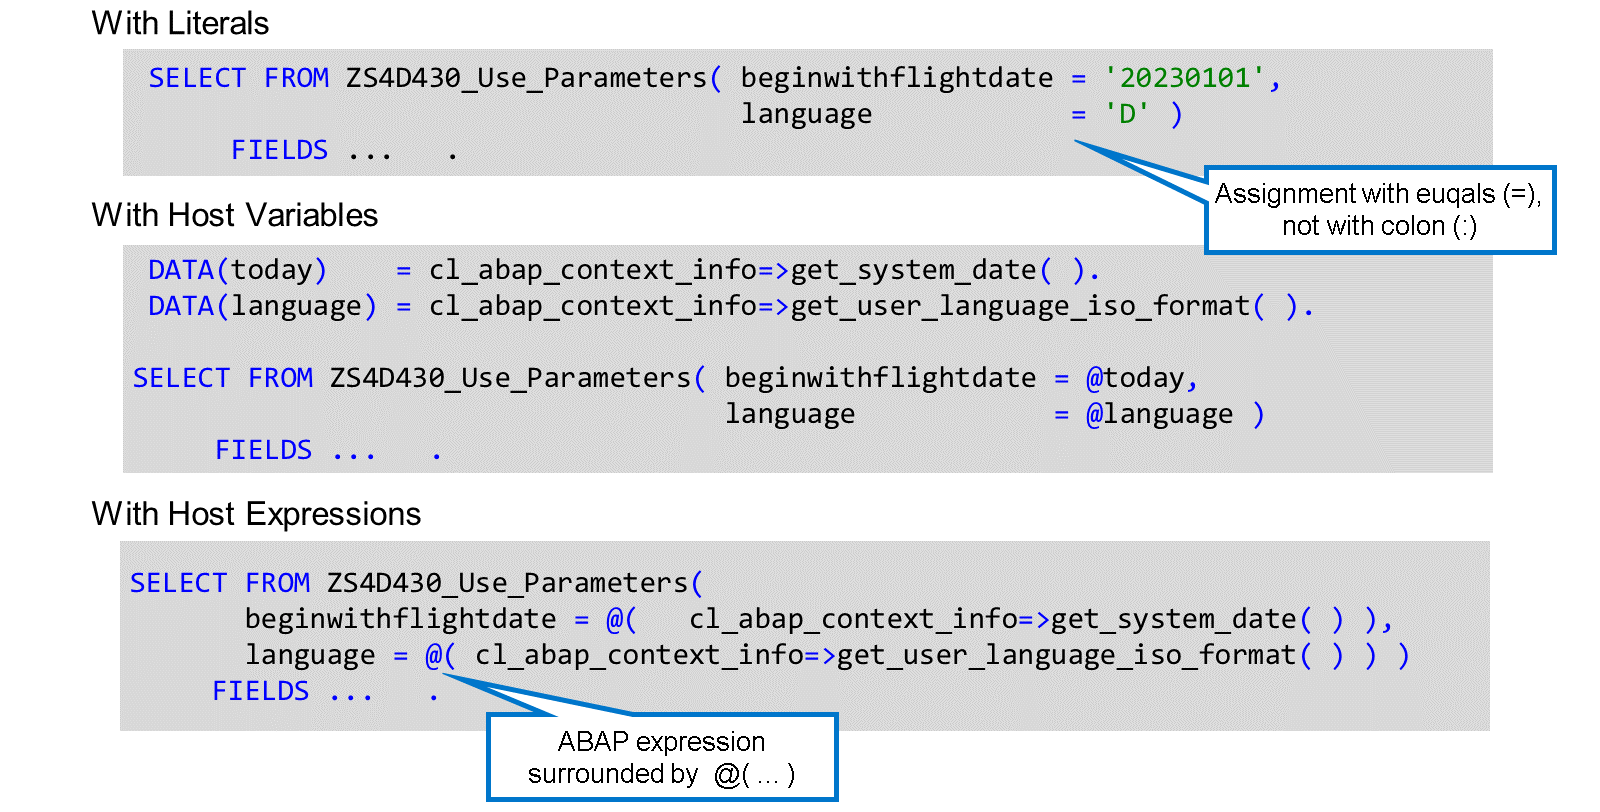 With Literals
SELECT FROM ZS4D430_Use_Parameters( beginwithflightdate = '20230101',
language = 'D' )
FIELDS ... .
Assignment with euqals (=),
not with colon (:)
With Host Variables
DATA(today) = cl_abap_context_info=>get_system_date( ).
DATA(language) = cl_abap_context_info=>get_user_language_iso_format( ).
SELECT FROM ZS4D430_Use_Parameters( beginwithflightdate = @today,
language = @language )
FIELDS ... .
With Host Expressions
SELECT FROM ZS4D430_Use_Parameters(
beginwithflightdate = @( cl_abap_context_info=>get_system_date( ) ),
language = @( cl_abap_context_info=>get_user_language_iso_format( ) ) )
FIELDS ... .
ABAP expression
surrounded by @( ... )